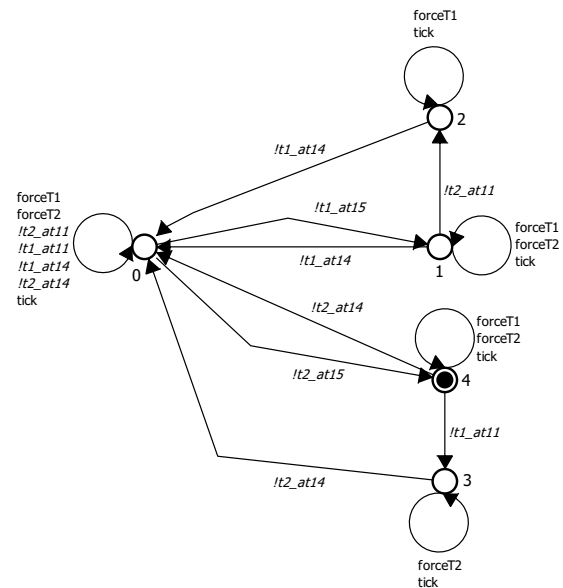 forceT1
tick
2
!t1_at14
!t2_at11
forceT1
forceT2
!t2_at11
!t1_at11
!t1_at14
!t2_at14
tick
0
!t1_at15
!t1_at14
1
forceT1
forceT2
tick
!t2_at14
!t2_at15
forceT1
forceT2
tick
4
!t1_at11
3
!t2_at14
forceT2
tick